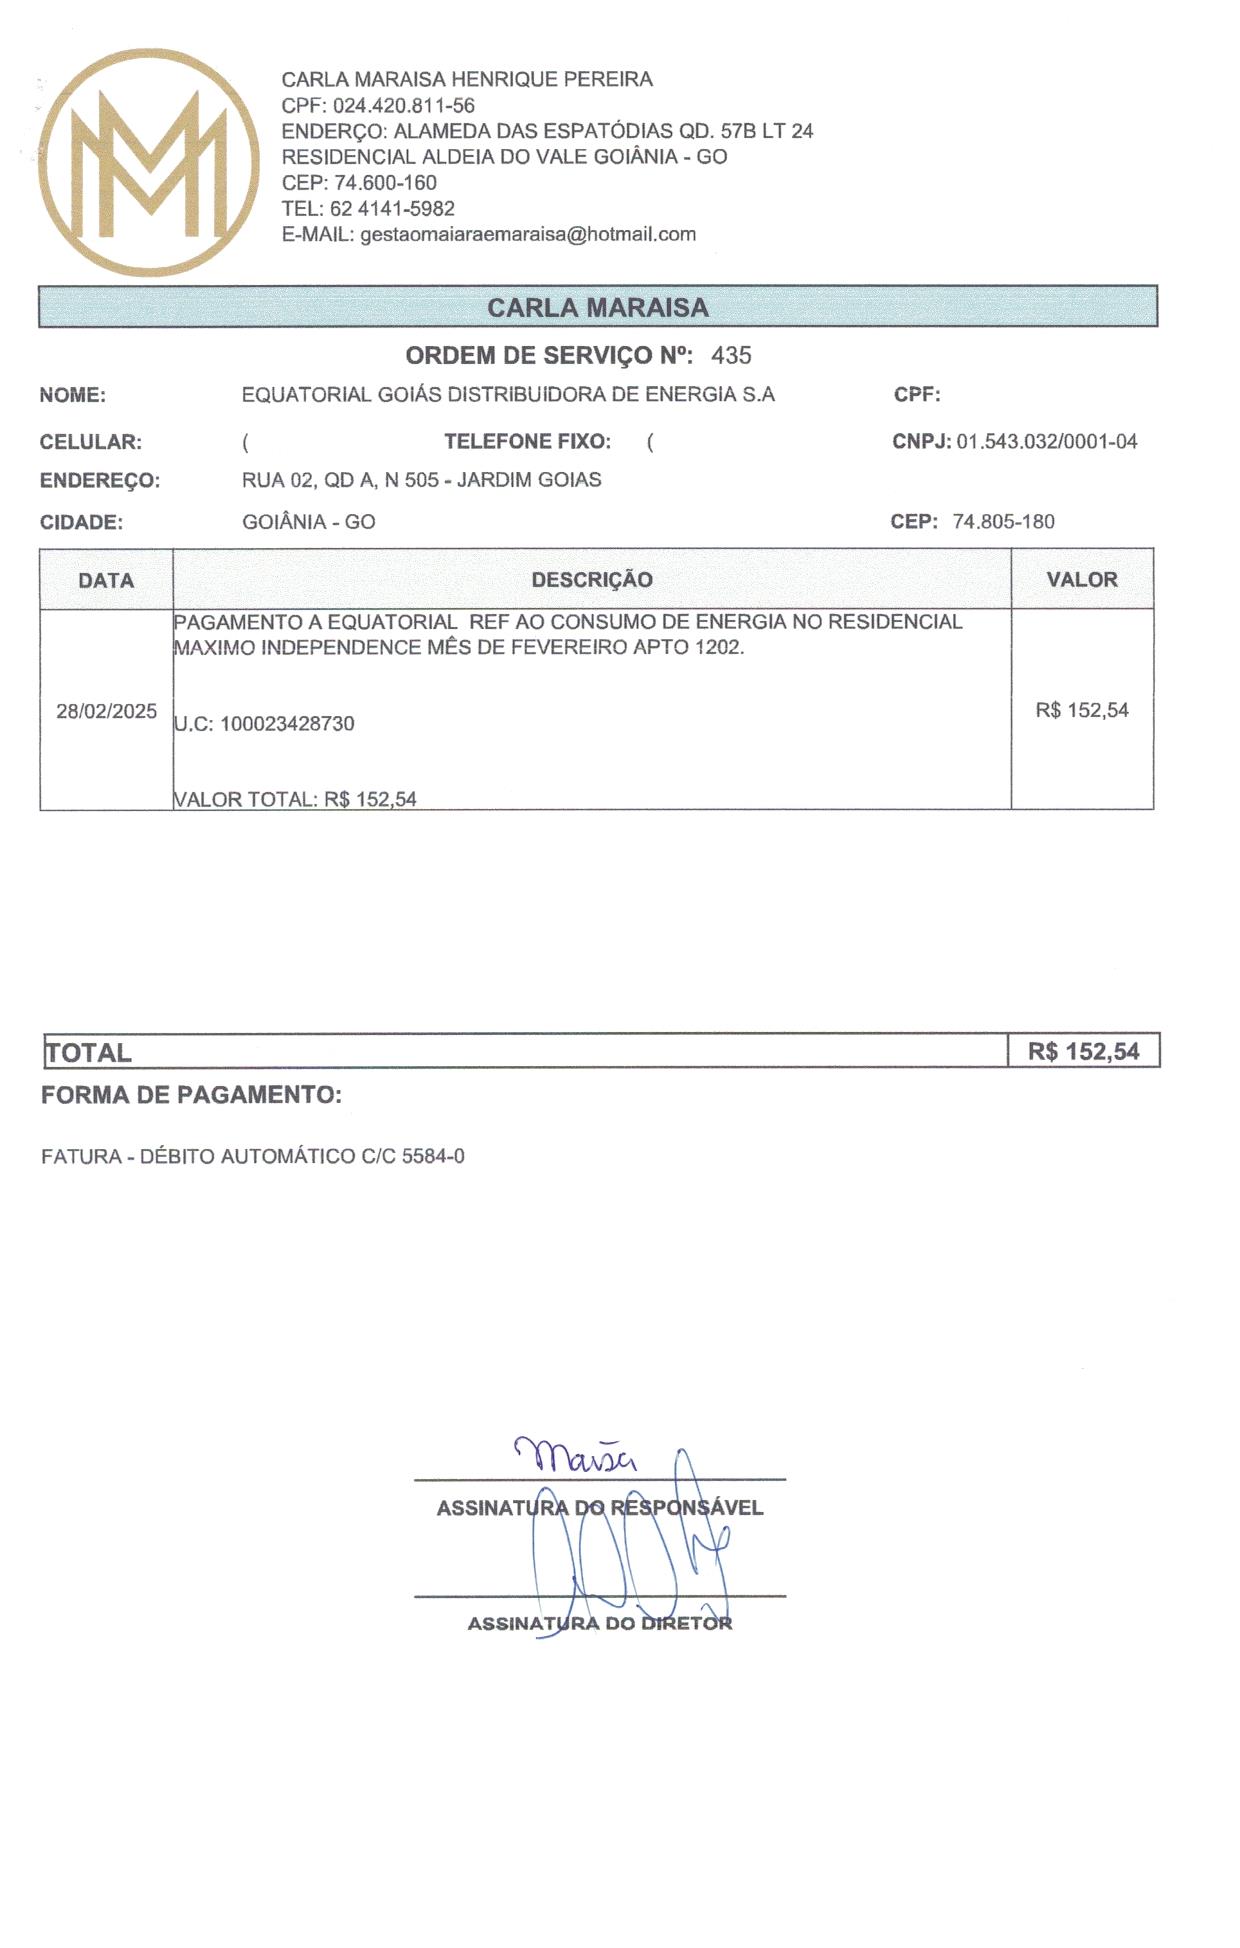 CARLA MARAISA HENRIQUE PEREIRA
CPF: 024.420.811-56
ENDERÇO: ALAMEDA DAS ESPATÓDIAS QD. 57B LT 24
RESIDENCIAL ALDEIA DO VALE GOIÂNIA - GO
CEP: 74.600-160
TEL: 62 4141-5982
E-MAIL: gestaomaiaraemaraisa@hotmail.com
CARLA MARAISA
ORDEM DE SERVIÇO Nº: 435
NOME: EQUATORIAL GOIÁS DISTRIBUIDORA DE ENERGIA S.A CPF:
CELULAR: ( TELEFONE FIXO: ( CNPJ: 01.543.032/0001-04
ENDEREÇO: RUA 02, QD A, N 505 - JARDIM GOIAS
CIDADE: GOIÂNIA - GO CEP: 74.805-180
DATA DESCRIÇÃO VALOR
PAGAMENTO A EQUATORIAL REF AO CONSUMO DE ENERGIA NO RESIDENCIAL
MAXIMO INDEPENDENCE MÊS DE FEVEREIRO APTO 1202.
28/02/2025 U.C: 100023428730 R$ 152,54
VALOR TOTAL: R$ 152,54
TOTAL R$ 152,54
FORMA DE PAGAMENTO:
FATURA - DÉBITO AUTOMÁTICO C/C 5584-0
ASSINATURA DO RESPONSÁVEL
ASSINATURA DO DIRETOR